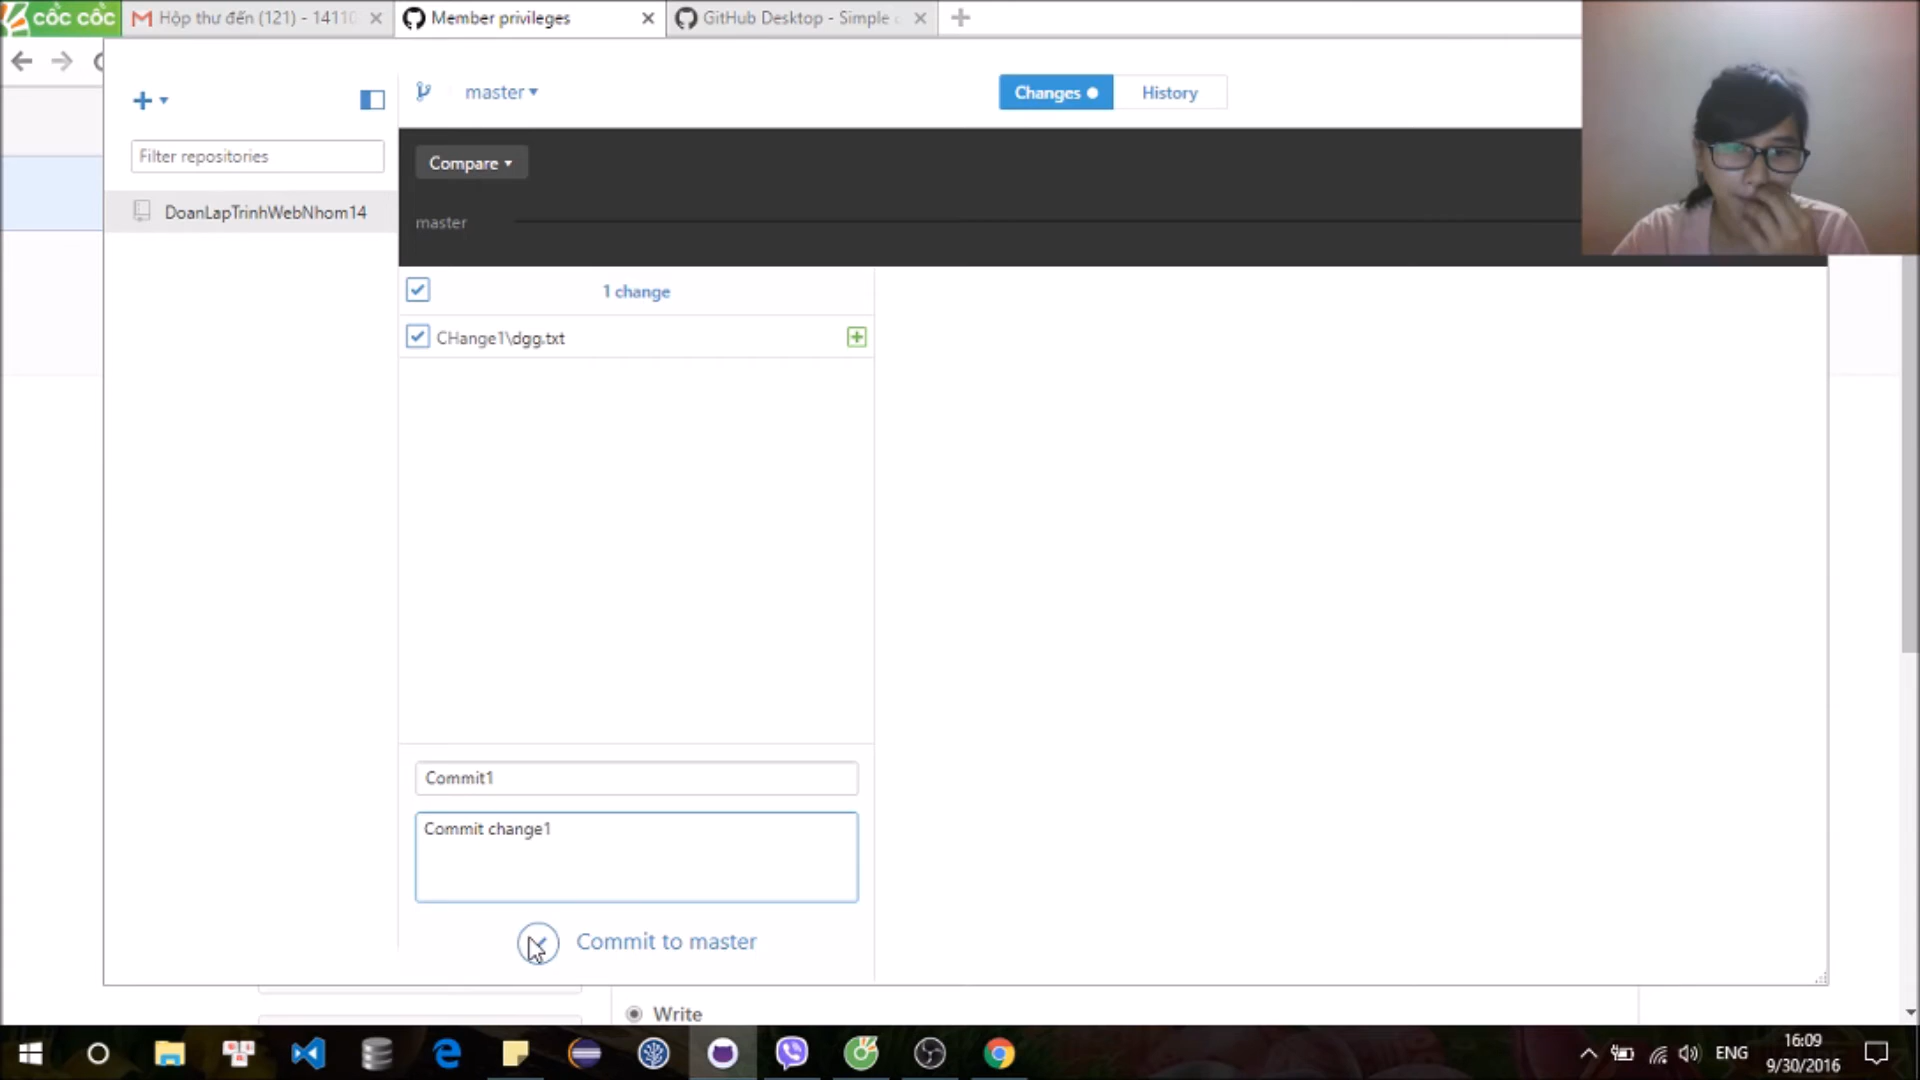 cốc cốc
Hộp thư đến (121) - 14110
Member privileges
GitHub Desktop - Simple
master
Changes
History
Filter repositories
Compare
DoanLapTrinhWebNhom14
master
1 change
CHange1\dgg.txt
Commit1
Commit change1
Commit to master
Write
ENG
16:09
9/30/2016